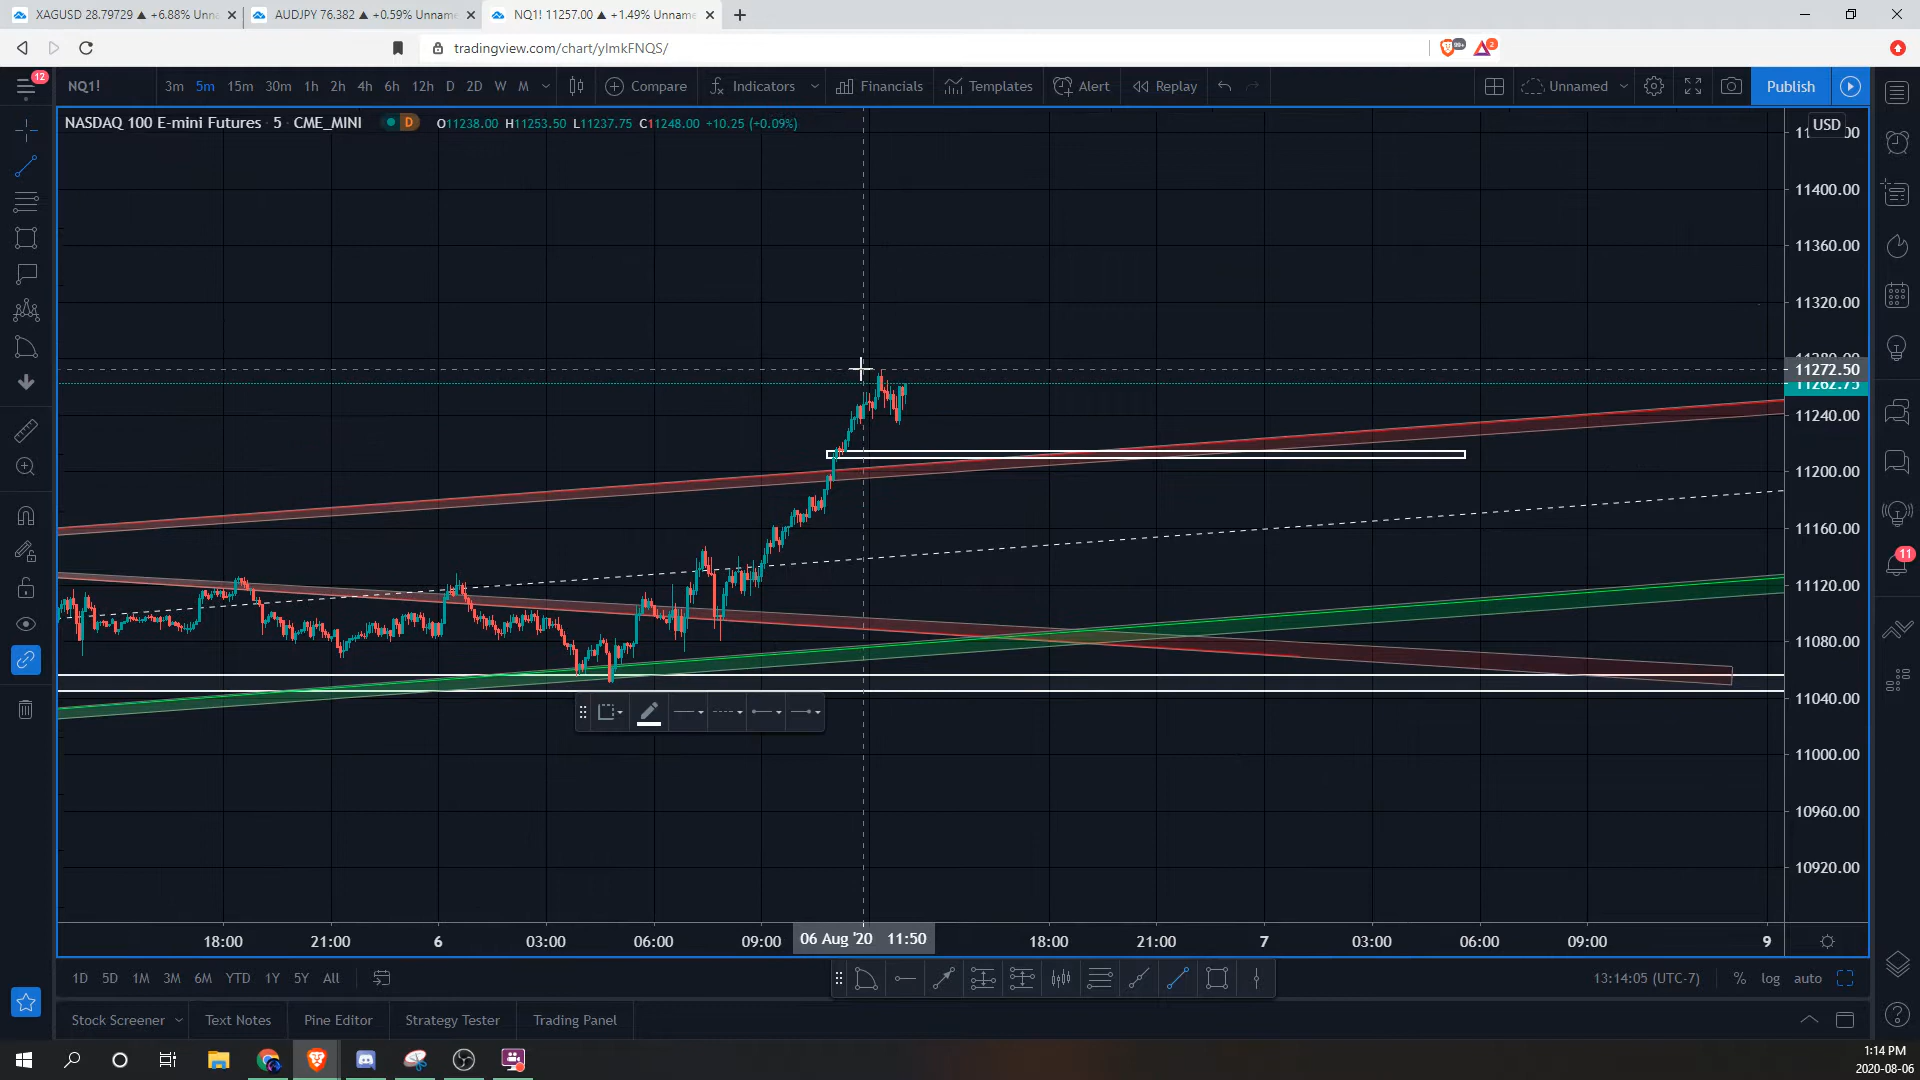 XAGUSD 28.79729 ▲ +6.88% Unna
AUDJPY 76.382 ▲ +0.59% Unname
NQ1! 11257.00 ▲ +1.49% Unname
tradingview.com/chart/yImkFNQS/
99+
2
12
NQ1!
3m 5m 15m 30m 1h 2h 4h 6h 12h D 2D W M
Compare
Indicators
Financials
Templates
Alert
Replay
Unnamed
Publish
NASDAQ 100 E-mini Futures · 5 · CME_MINI
D
O11238.00 H11253.50 L11237.75 C11248.00 +10.25 (+0.09%)
USD
11400.00
11360.00
11320.00
11272.50
11262.75
11240.00
11200.00
11160.00
11120.00
11080.00
11040.00
11000.00
10960.00
10920.00
11
18:00 21:00 6 03:00 06:00 09:00 06 Aug '20 11:50 18:00 21:00 7 03:00 06:00 09:00 9
1D 5D 1M 3M 6M YTD 1Y 5Y All
13:14:05 (UTC-7) % log auto
Stock Screener Text Notes Pine Editor Strategy Tester Trading Panel
1:14 PM
2020-08-06